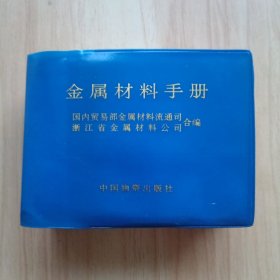 金属材料手册
国内贸易部金属材料流通司
浙江省金属材料公司 合编
中国物资出版社